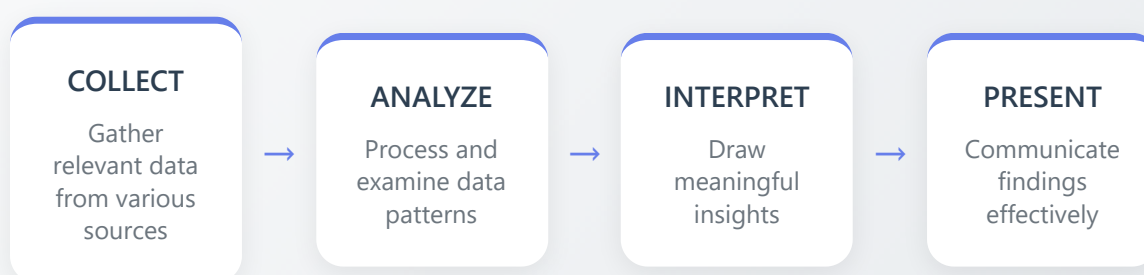 COLLECT
Gather
relevant data
from various
sources
→
ANALYZE
Process and
examine data
patterns
→
INTERPRET
Draw
meaningful
insights
→
PRESENT
Communicate
findings
effectively